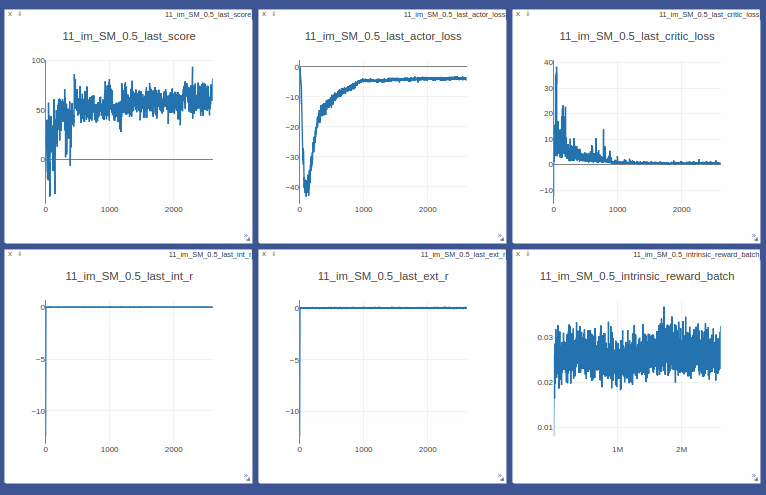 X ⇓ 11_im_SM_0.5_last_score
11_im_SM_0.5_last_score
100
50
0
0 1000 2000
»
X ⇓ 11_im_SM_0.5_last_actor_loss
11_im_SM_0.5_last_actor_loss
0
−10
−20
−30
−40
0 1000 2000
»
X ⇓ 11_im_SM_0.5_last_critic_loss
11_im_SM_0.5_last_critic_loss
40
30
20
10
0
−10
0 1000 2000
»
X ⇓ 11_im_SM_0.5_last_int_r
11_im_SM_0.5_last_int_r
0
−5
−10
0 1000 2000
»
X ⇓ 11_im_SM_0.5_last_ext_r
11_im_SM_0.5_last_ext_r
0
−5
−10
0 1000 2000
»
X ⇓ 11_im_SM_0.5_intrinsic_reward_batch
11_im_SM_0.5_intrinsic_reward_batch
0.03
0.02
0.01
1M 2M
»